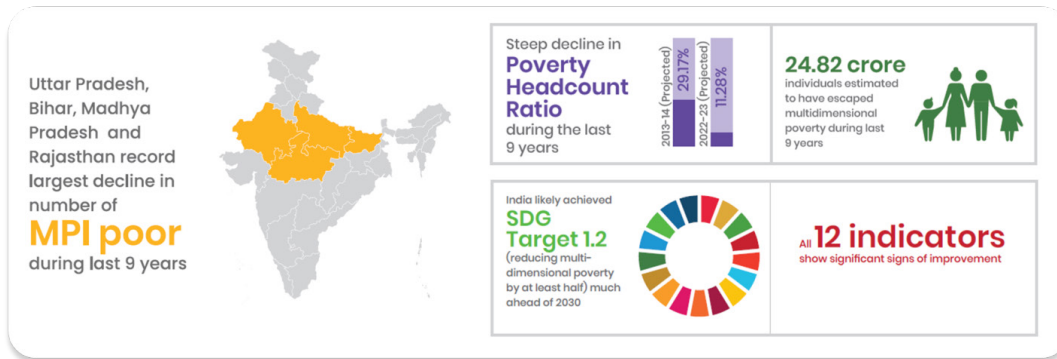 Uttar Pradesh,
Bihar, Madhya
Pradesh and
Rajasthan record
largest decline in
number of
MPI poor
during last 9 years
Steep decline in
Poverty
Headcount
Ratio
during the last
9 years
2013-14 (Projected)
29.17%
2022-23 (Projected)
11.28%
24.82 crore
individuals estimated
to have escaped
multidimensional
poverty during last
9 years
India likely achieved
SDG
Target 1.2
(reducing multi-
dimensional poverty
by at least half) much
ahead of 2030
All 12 indicators
show significant signs of improvement